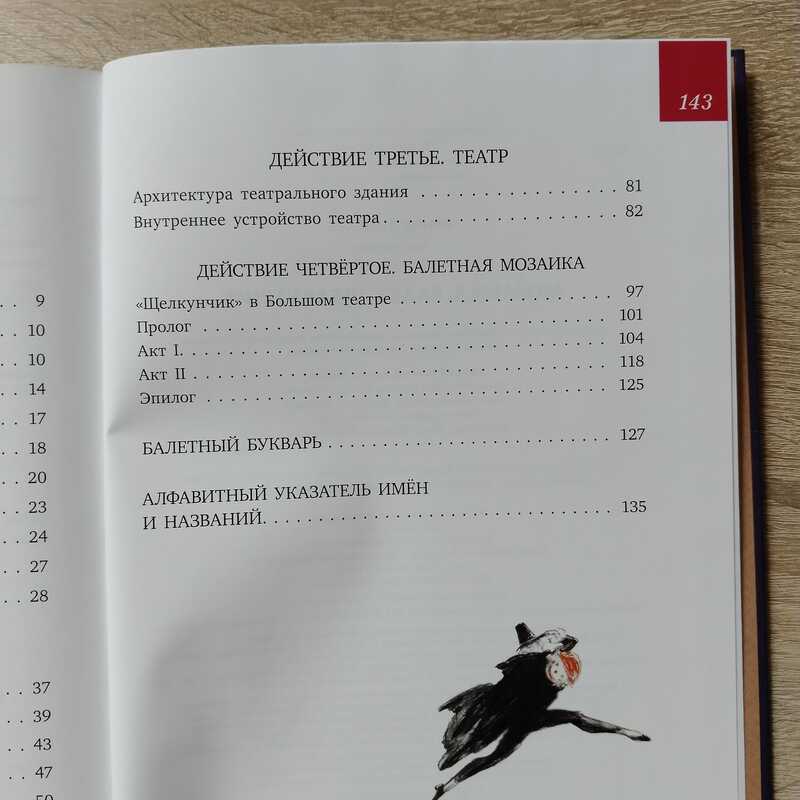 9
10
10
14
17
18
20
23
24
27
28
37
39
43
47
50
143
ДЕЙСТВИЕ ТРЕТЬЕ. ТЕАТР
Архитектура театрального здания . . . . . . . . . . . . . . . . . 81
Внутреннее устройство театра. . . . . . . . . . . . . . . . . . . . 82
ДЕЙСТВИЕ ЧЕТВЁРТОЕ. БАЛЕТНАЯ МОЗАИКА
«Щелкунчик» в Большом театре . . . . . . . . . . . . . . . . . . 97
Пролог . . . . . . . . . . . . . . . . . . . . . . . . . . . . . . . . . . 101
Акт I. . . . . . . . . . . . . . . . . . . . . . . . . . . . . . . . . . . . 104
Акт II . . . . . . . . . . . . . . . . . . . . . . . . . . . . . . . . . . . 118
Эпилог . . . . . . . . . . . . . . . . . . . . . . . . . . . . . . . . . . 125
БАЛЕТНЫЙ БУКВАРЬ . . . . . . . . . . . . . . . . . . . . . . . . 127
АЛФАВИТНЫЙ УКАЗАТЕЛЬ ИМЁН
И НАЗВАНИЙ. . . . . . . . . . . . . . . . . . . . . . . . . . . . . . 135